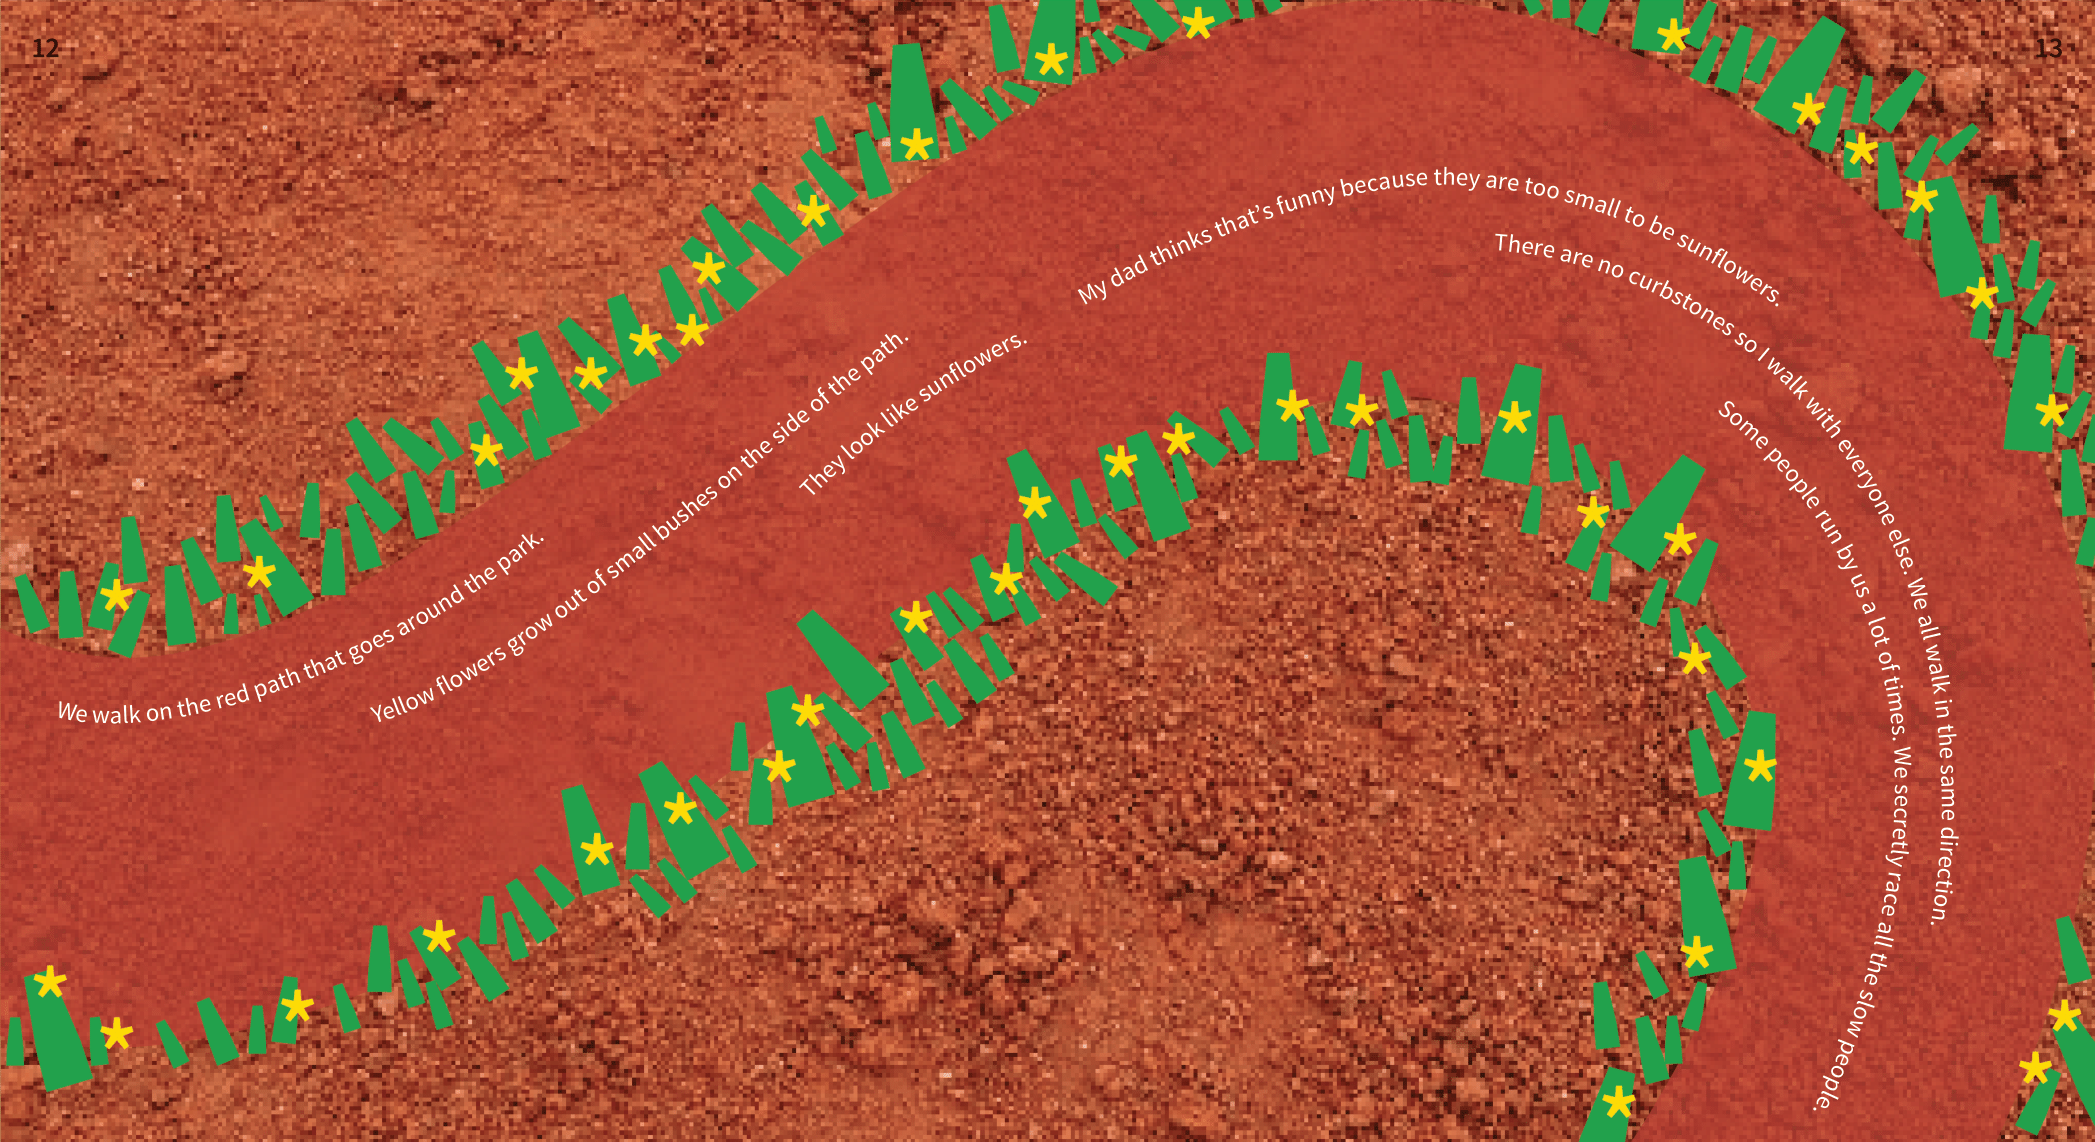 12
13
We walk on the red path that goes around the park.
Yellow flowers grow out of small bushes on the side of the path.
They look like sunflowers.
My dad thinks that’s funny because they are too small to be sunflowers.
There are no curbstones so I walk with everyone else. We all walk in the same direction.
Some people run by us a lot of times. We secretly race all the slow people.